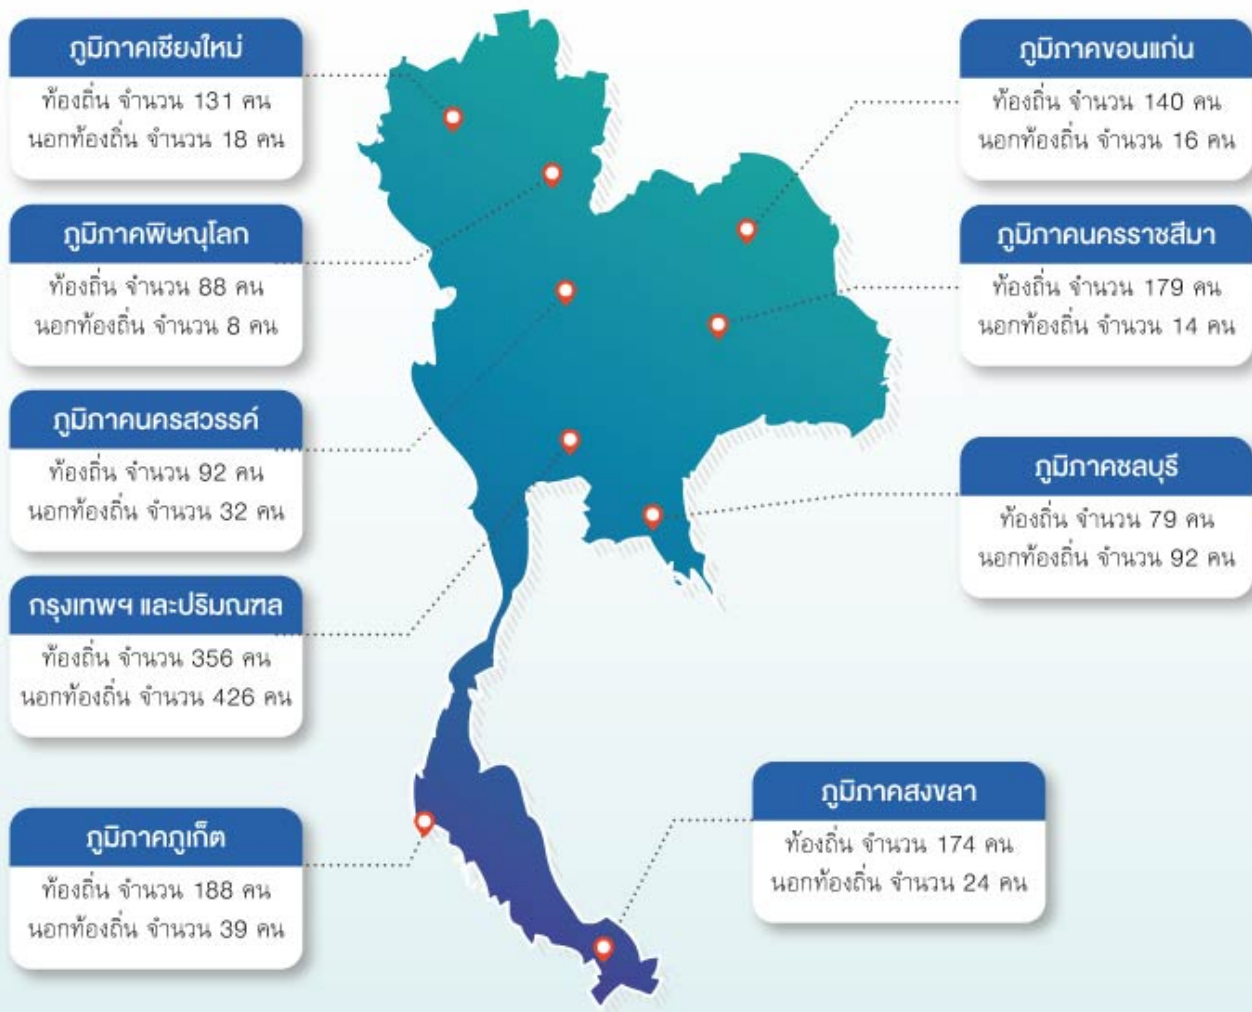 ภูมิภาคเชียงใหม่
ท้องถิ่น จำนวน 131 คน
นอกท้องถิ่น จำนวน 18 คน
ภูมิภาคพิษณุโลก
ท้องถิ่น จำนวน 88 คน
นอกท้องถิ่น จำนวน 8 คน
ภูมิภาคนครสวรรค์
ท้องถิ่น จำนวน 92 คน
นอกท้องถิ่น จำนวน 32 คน
กรุงเทพฯ และปริมณฑล
ท้องถิ่น จำนวน 356 คน
นอกท้องถิ่น จำนวน 426 คน
ภูมิภาคภูเก็ต
ท้องถิ่น จำนวน 188 คน
นอกท้องถิ่น จำนวน 39 คน
ภูมิภาคขอนแก่น
ท้องถิ่น จำนวน 140 คน
นอกท้องถิ่น จำนวน 16 คน
ภูมิภาคนครราชสีมา
ท้องถิ่น จำนวน 179 คน
นอกท้องถิ่น จำนวน 14 คน
ภูมิภาคชลบุรี
ท้องถิ่น จำนวน 79 คน
นอกท้องถิ่น จำนวน 92 คน
ภูมิภาคสงขลา
ท้องถิ่น จำนวน 174 คน
นอกท้องถิ่น จำนวน 24 คน